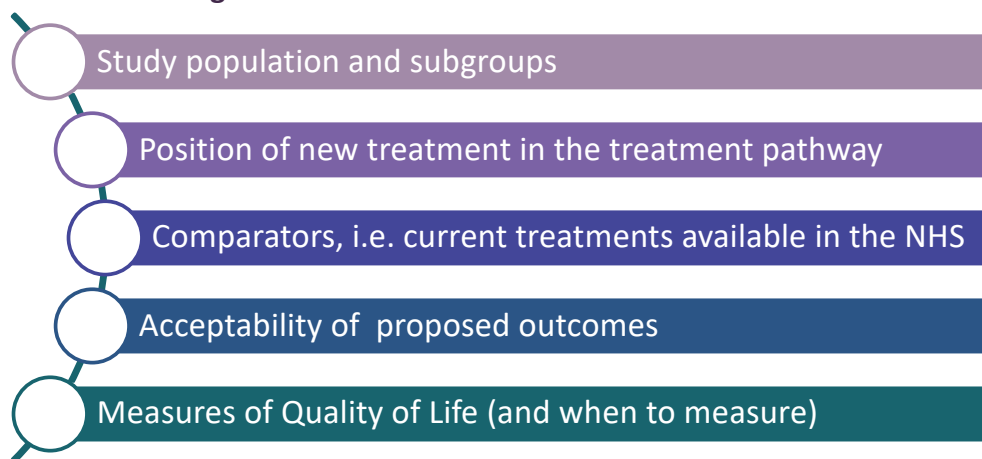 Study population and subgroups
Position of new treatment in the treatment pathway
Comparators, i.e. current treatments available in the NHS
Acceptability of  proposed outcomes
Measures of Quality of Life (and when to measure)